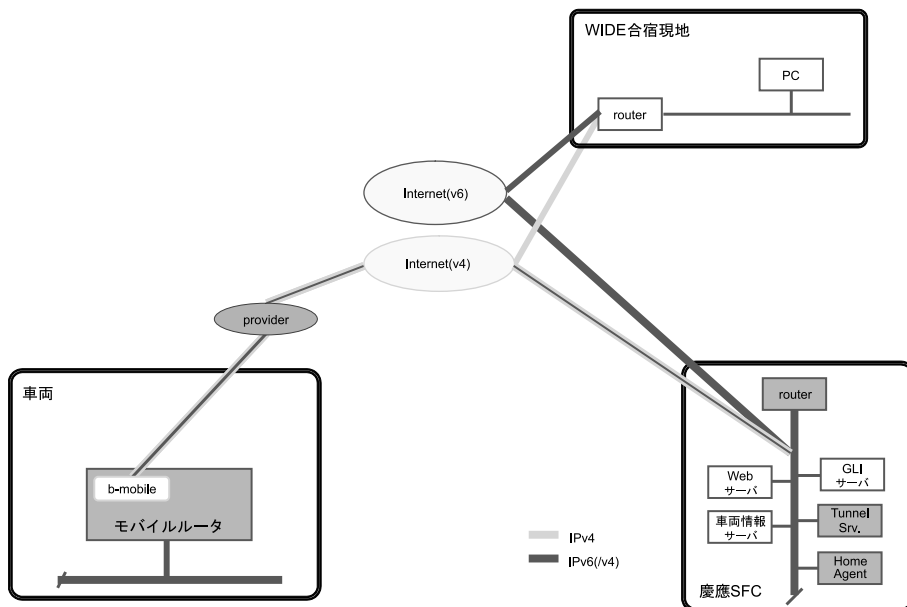 WIDE合宿現地
PC
router
Internet(v6)
Internet(v4)
provider
車両
b-mobile
モバイルルータ
IPv4
IPv6(/v4)
router
Web
サーバ
GLI
サーバ
車両情報
サーバ
Tunnel
Srv.
Home
Agent
慶應SFC